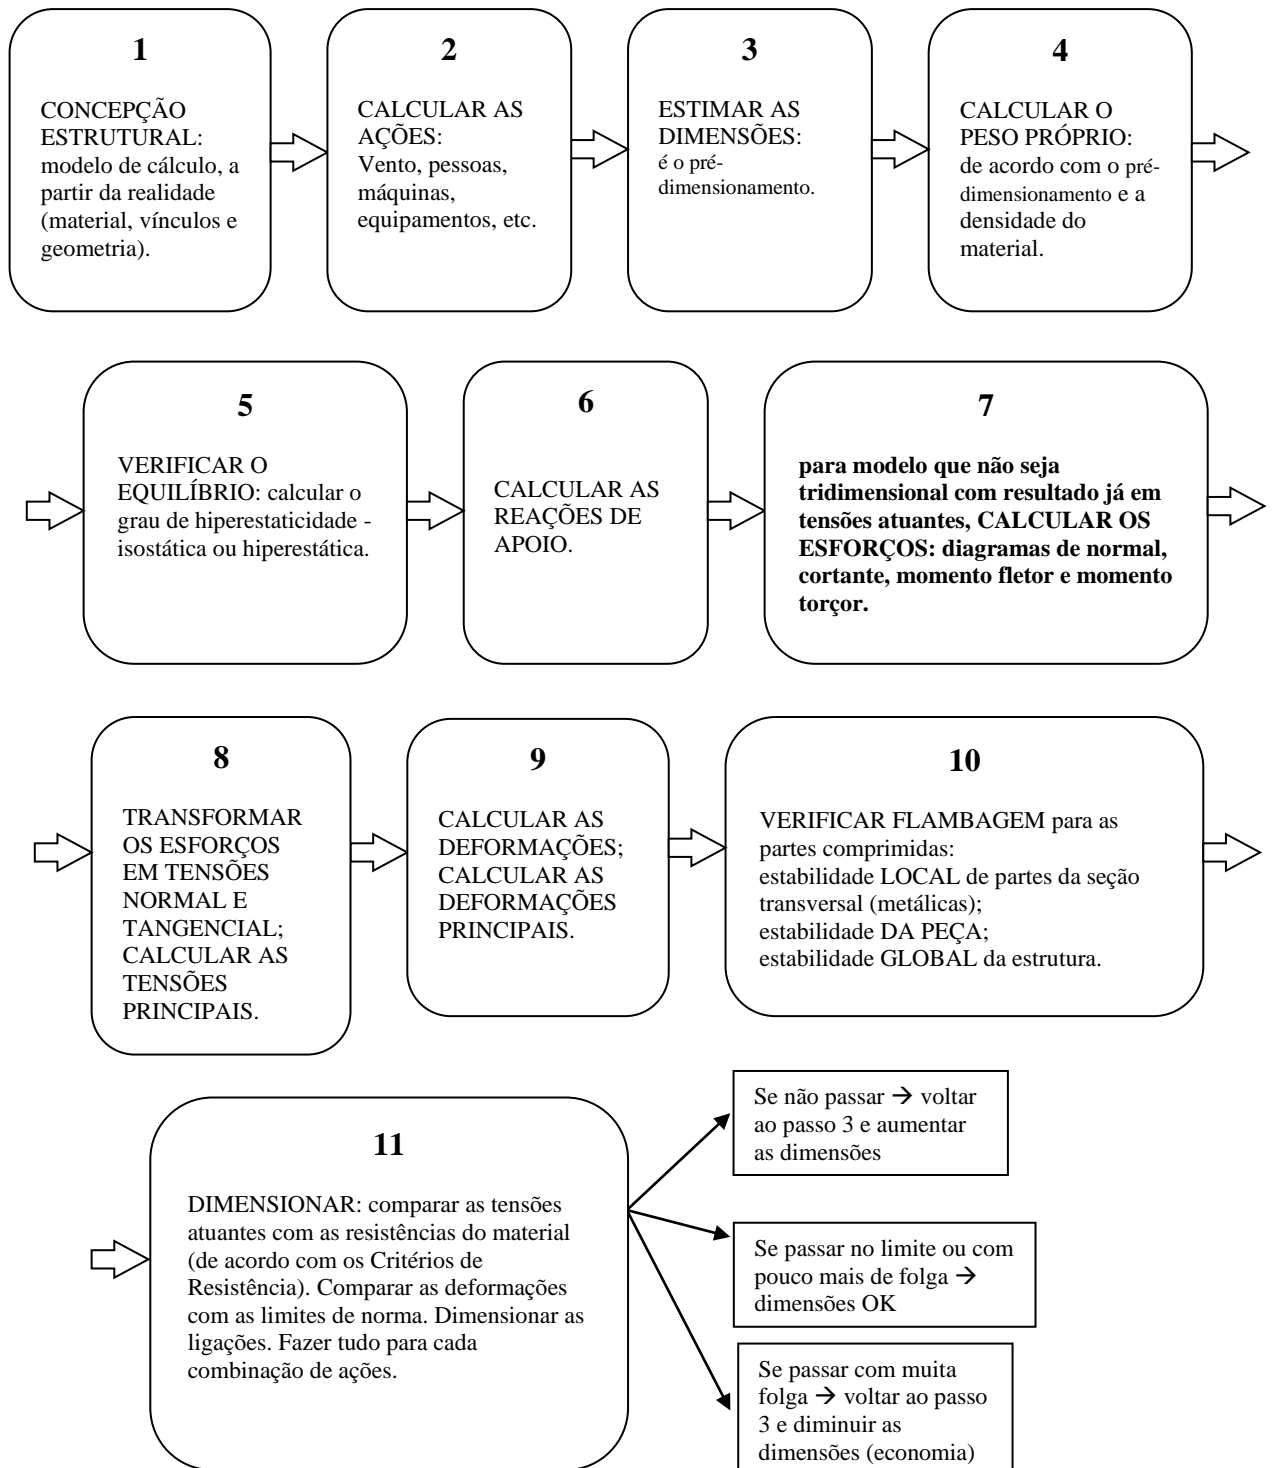 1
CONCEPÇÃO
ESTRUTURAL:
modelo de cálculo, a
partir da realidade
(material, vínculos e
geometria).
2
CALCULAR AS
AÇÕES:
Vento, pessoas,
máquinas,
equipamentos, etc.
3
ESTIMAR AS
DIMENSÕES:
é o pré-
dimensionamento.
4
CALCULAR O
PESO PRÓPRIO:
de acordo com o pré-
dimensionamento e a
densidade do
material.
5
VERIFICAR O
EQUILÍBRIO: calcular o
grau de hiperestaticidade -
isostática ou hiperestática.
6
CALCULAR AS
REAÇÕES DE
APOIO.
7
para modelo que não seja
tridimensional com resultado já em
tensões atuantes, CALCULAR OS
ESFORÇOS: diagramas de normal,
cortante, momento fletor e momento
torçor.
8
TRANSFORMAR
OS ESFORÇOS
EM TENSÕES
NORMAL E
TANGENCIAL;
CALCULAR AS
TENSÕES
PRINCIPAIS.
9
CALCULAR AS
DEFORMAÇÕES;
CALCULAR AS
DEFORMAÇÕES
PRINCIPAIS.
10
VERIFICAR FLAMBAGEM para as
partes comprimidas:
estabilidade LOCAL de partes da seção
transversal (metálicas);
estabilidade DA PEÇA;
estabilidade GLOBAL da estrutura.
11
DIMENSIONAR: comparar as tensões
atuantes com as resistências do material
(de acordo com os Critérios de
Resistência). Comparar as deformações
com as limites de norma. Dimensionar as
ligações. Fazer tudo para cada
combinação de ações.
Se não passar → voltar
ao passo 3 e aumentar
as dimensões
Se passar no limite ou com
pouco mais de folga →
dimensões OK
Se passar com muita
folga → voltar ao passo
3 e diminuir as
dimensões (economia)